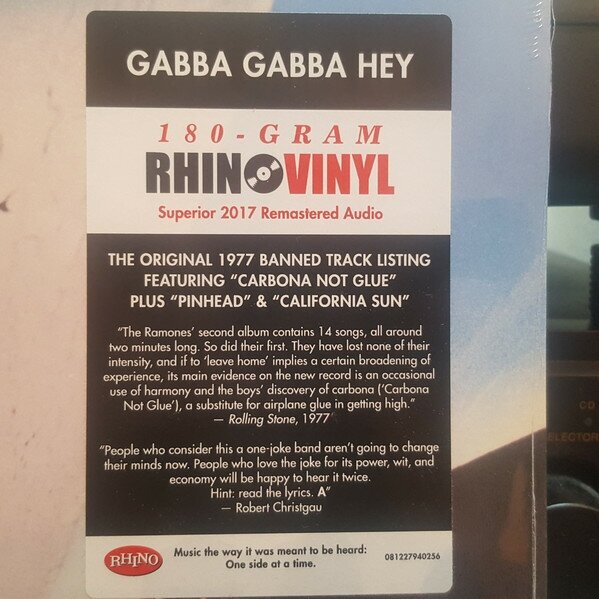 GABBA GABBA HEY
180-GRAM
RHINOVINYL
Superior 2017 Remastered Audio
THE ORIGINAL 1977 BANNED TRACK LISTING
FEATURING “CARBONA NOT GLUE”
PLUS “PINHEAD” & “CALIFORNIA SUN”
“The Ramones’ second album contains 14 songs, all around
two minutes long. So did their first. They have lost none of their
intensity, and if to ‘leave home’ implies a certain broadening of
experience, its main evidence on the new record is an occasional
use of harmony and the boys’ discovery of carbona (‘Carbona
Not Glue’), a substitute for airplane glue in getting high.”
— Rolling Stone, 1977
“People who consider this a one-joke band aren’t going to change
their minds now. People who love the joke for its power, wit, and
economy will be happy to hear it twice.
Hint: read the lyrics. A”
— Robert Christgau
RHINO
Music the way it was meant to be heard:
One side at a time.
081227940256